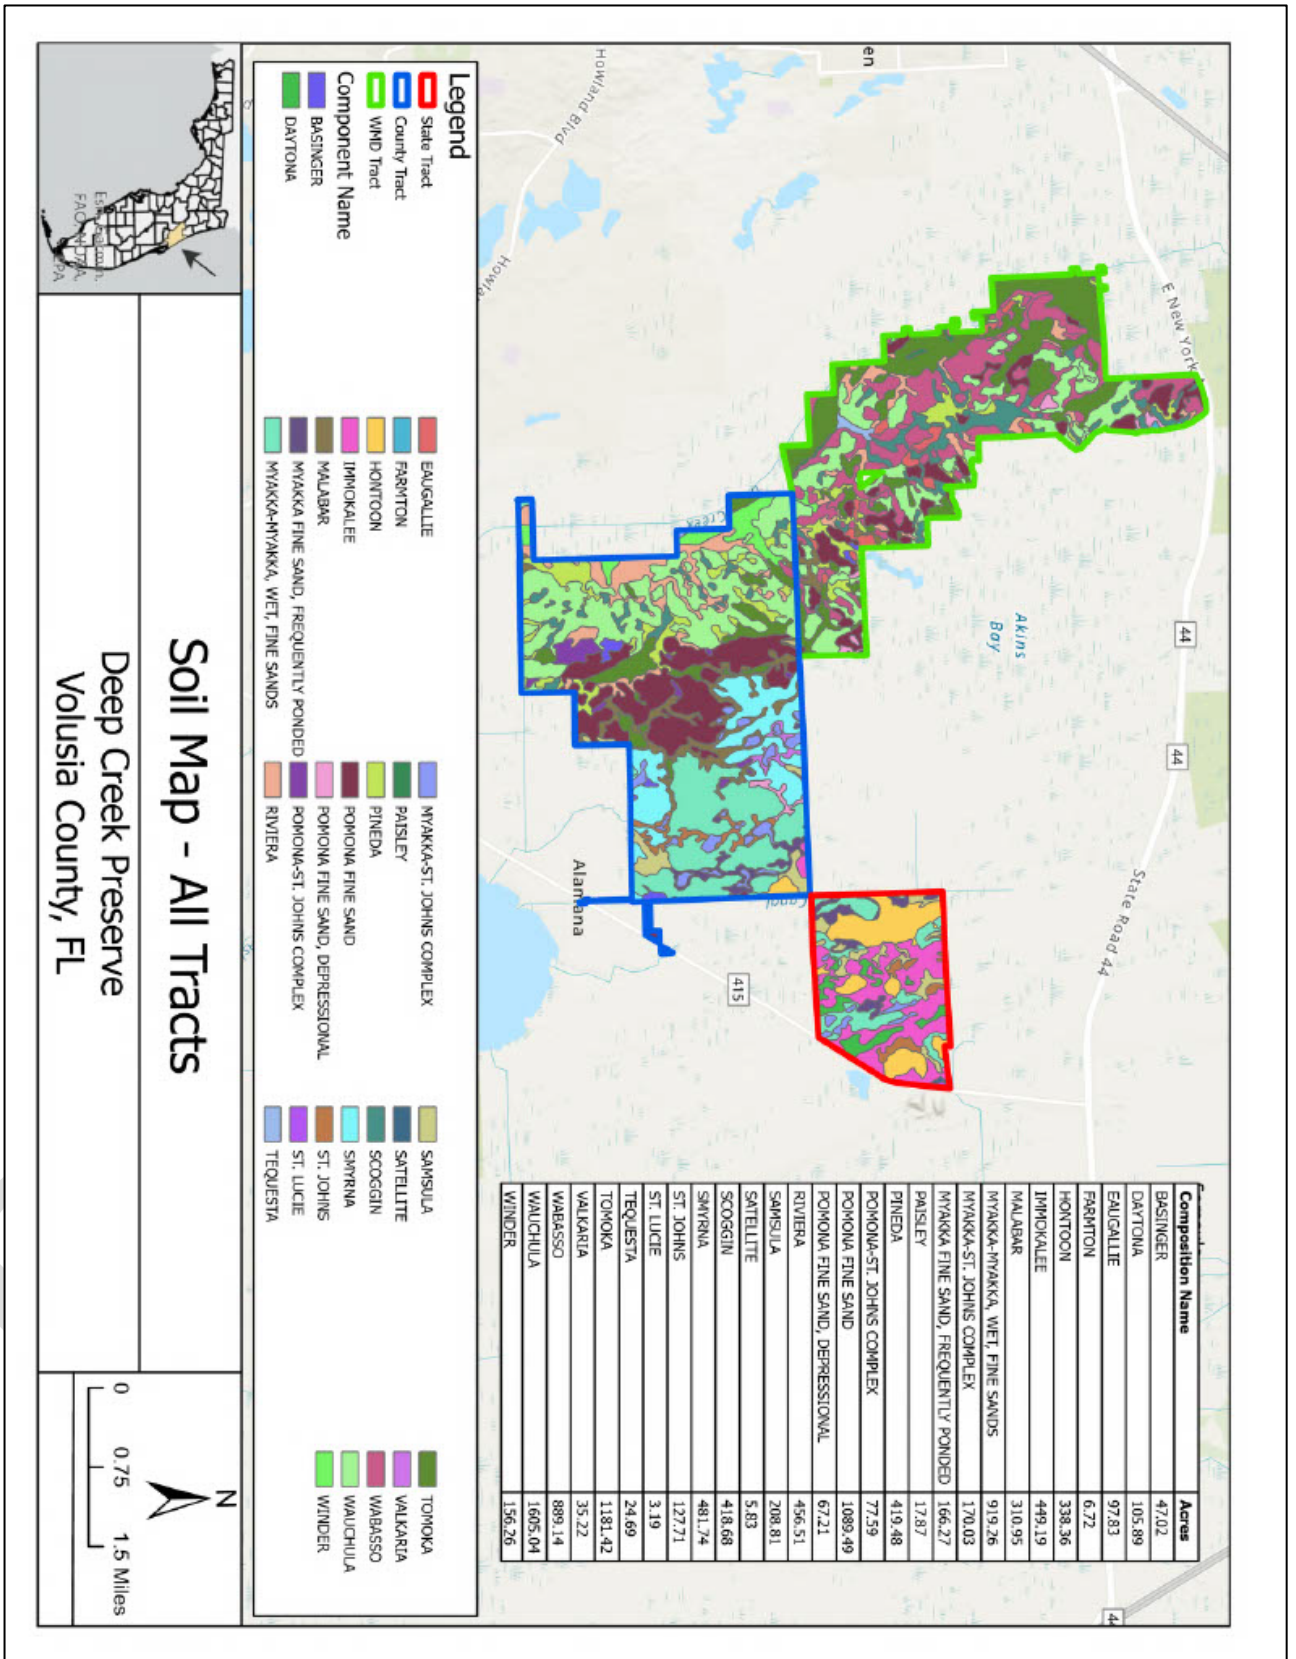 Soil Map - All Tracts
Deep Creek Preserve
Volusia County, FL
Legend
State Tract
County Tract
WMD Tract
Component Name
BASINGER
DAYTONA
EAUGALLIE
FARMTON
HONTOON
IMMOKALEE
MALABAR
MYAKKA FINE SAND, FREQUENTLY PONDED
MYAKKA-MYAKKA, WET, FINE SANDS
MYAKKA-ST. JOHNS COMPLEX
PAISLEY
PINEDA
POMONA FINE SAND
POMONA FINE SAND, DEPRESSIONAL
POMONA-ST. JOHNS COMPLEX
RIVIERA
SAMSULA
SATELLITE
SCOGGIN
SMYRNA
ST. JOHNS
ST. LUCIE
TEQUESTA
TOMOKA
VALKARIA
WABASSO
WAUCHULA
WINDER
Composition Name Acres
BASINGER 47.02
DAYTONA 105.89
EAUGALLIE 97.83
FARMTON 6.72
HONTOON 338.36
IMMOKALEE 449.19
MALABAR 310.95
MYAKKA-MYAKKA, WET, FINE SANDS 919.26
MYAKKA-ST. JOHNS COMPLEX 170.03
MYAKKA FINE SAND, FREQUENTLY PONDED 166.27
PAISLEY 17.87
PINEDA 419.48
POMONA-ST. JOHNS COMPLEX 77.59
POMONA FINE SAND 1089.49
POMONA FINE SAND, DEPRESSIONAL 67.21
RIVIERA 456.51
SAMSULA 208.81
SATELLITE 5.83
SCOGGIN 418.68
SMYRNA 481.74
ST. JOHNS 127.71
ST. LUCIE 3.19
TEQUESTA 24.69
TOMOKA 1181.42
VALKARIA 35.22
WABASSO 889.14
WAUCHULA 1605.04
WINDER 156.26
en
Howland Blvd
Howla
E New York
44
44
State Road 44
Akins
Bay
Creek
Canal
Alamana
415
N
0 0.75 1.5 Miles